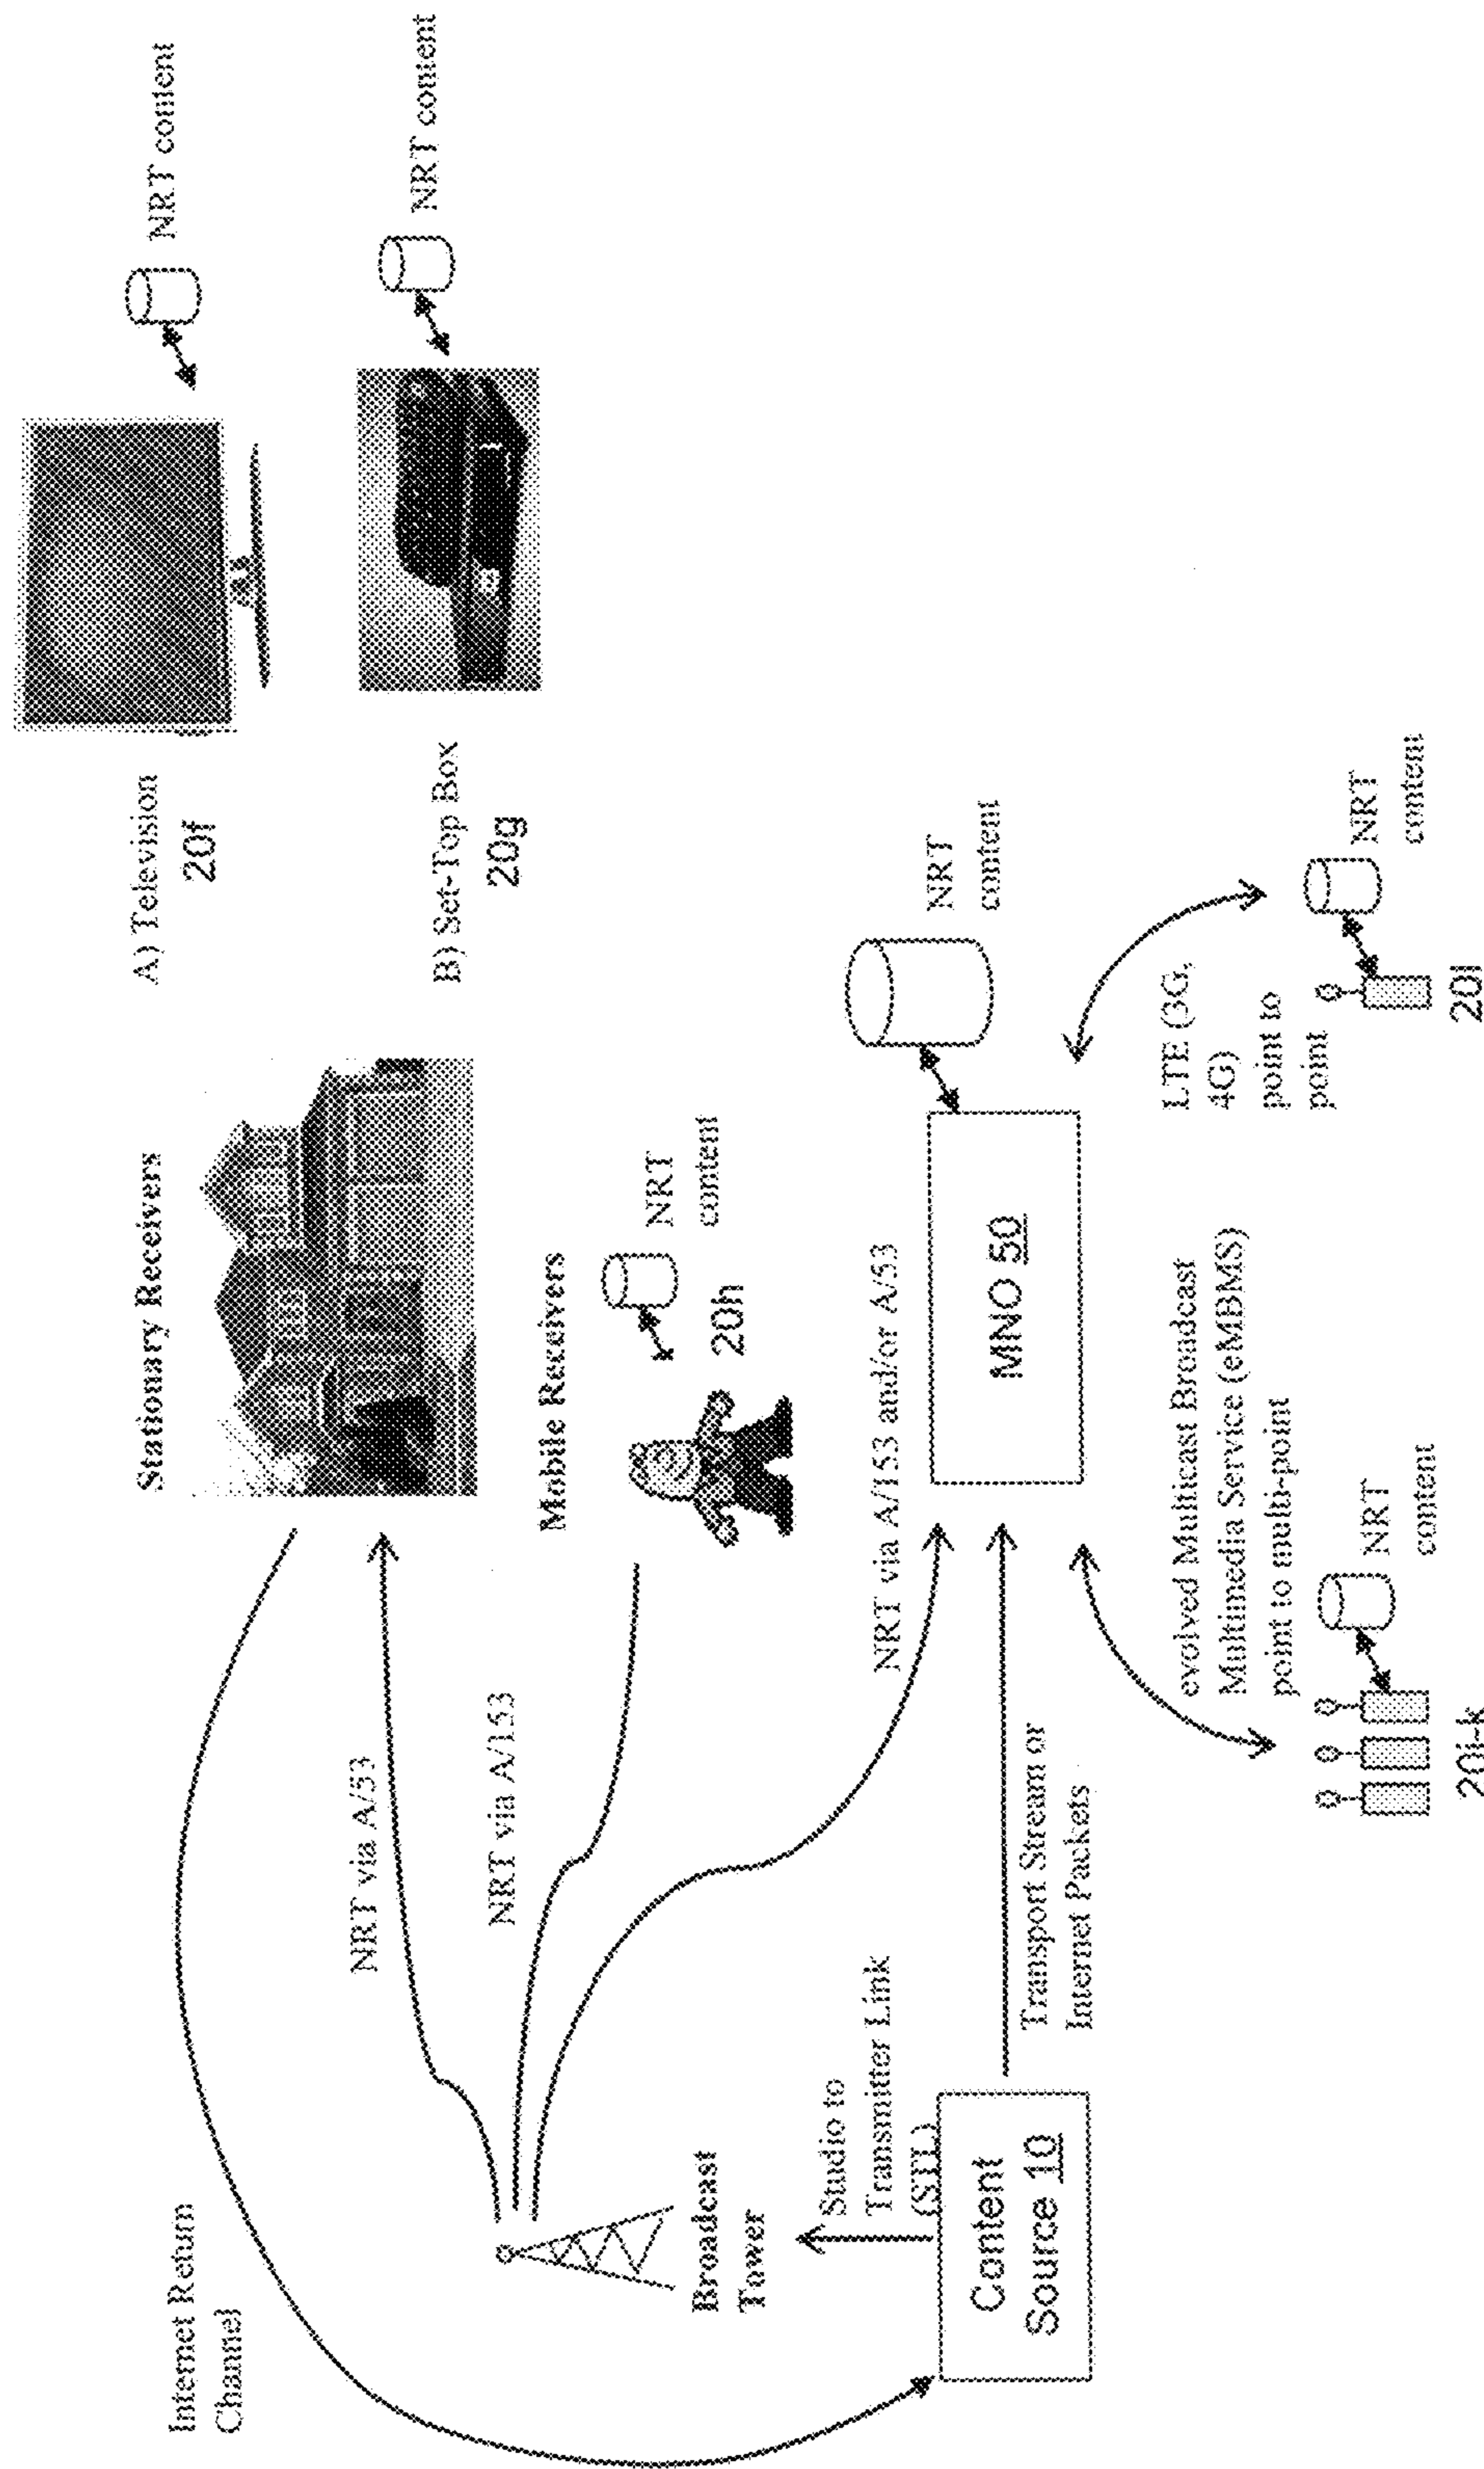 Internet Return
Channel
Stationary Receivers
A) Television
20f
NRT content
B) Set-Top Box
20g
NRT content
NRT via A/53
NRT via A/153
Mobile Receivers
NRT
content
20h
Broadcast
Tower
Studio to
Transmitter Link
(STL)
NRT via A/153 and/or A/53
NRT
content
Content
Source 10
Transport Stream or
Internet Packets
MNO 50
evolved Multicast Broadcast
Multimedia Service (eMBMS)
point to multi-point
LTE (3G,
4G)
point to
point
NRT
content
20i-k
NRT
content
20l